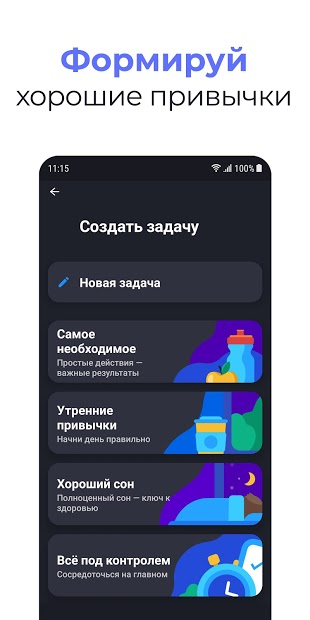 Формируй
хорошие привычки
11:15
100%
Создать задачу
Новая задача
Самое
необходимое
Простые действия —
важные результаты
Утренние
привычки
Начни день правильно
Хороший сон
Полноценный сон — ключ к
здоровью
Всё под контролем
Сосредоточься на главном